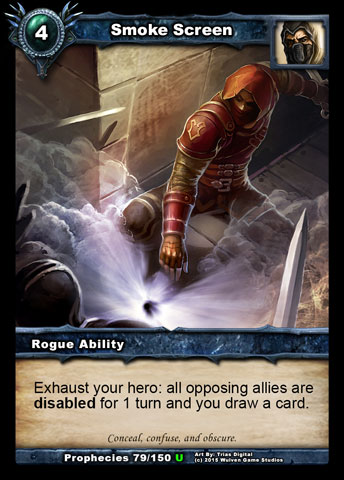 4
Smoke Screen
Rogue Ability
Exhaust your hero: all opposing allies are
disabled for 1 turn and you draw a card.
Conceal, confuse, and obscure.
Prophecies 79/150 U
Art By: Trias Digital
(c) 2015 Wulven Game Studios